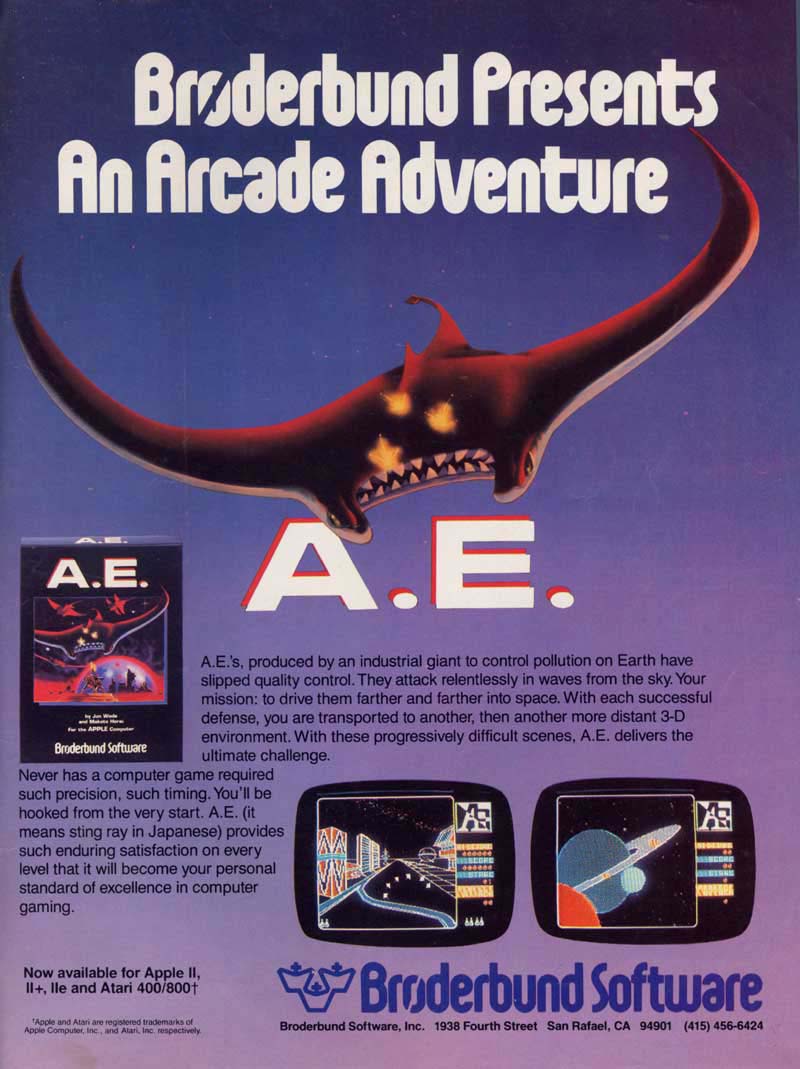 Brøderbund Presents
An Arcade Adventure
A.E.
A.E.
A.E.
by Jun Wada
and Makoto Horai
For the APPLE Computer
Brøderbund Software
A.E.'s, produced by an industrial giant to control pollution on Earth have
slipped quality control. They attack relentlessly in waves from the sky. Your
mission: to drive them farther and farther into space. With each successful
defense, you are transported to another, then another more distant 3-D
environment. With these progressively difficult scenes, A.E. delivers the
ultimate challenge.
Never has a computer game required
such precision, such timing. You'll be
hooked from the very start. A.E. (it
means sting ray in Japanese) provides
such enduring satisfaction on every
level that it will become your personal
standard of excellence in computer
gaming.
AE
SCORE
AE
SCORE
Now available for Apple II,
II+, IIe and Atari 400/800†
†Apple and Atari are registered trademarks of
Apple Computer, Inc., and Atari, Inc. respectively.
Brøderbund Software
Brøderbund Software, Inc. 1938 Fourth Street San Rafael, CA 94901 (415) 456-6424